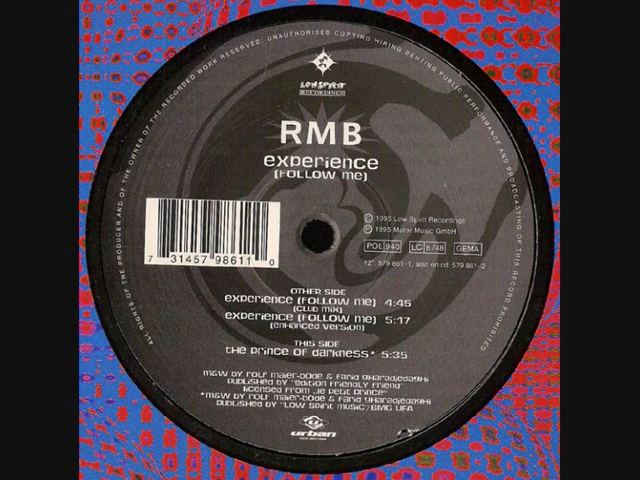 ALL RIGHTS OF THE PRODUCER AND OF THE OWNER OF THE RECORDED WORK RESERVED. UNAUTHORISED COPYING HIRING RENTING PUBLIC PERFORMANCE AND BROADCASTING OF THIS RECORD PROHIBITED
LOWSPIRIT
RECORDINGS
RMB
experience
(FOLLOW me)
© 1995 Low Spirit Recordings
℗ 1995 Motor Music GmbH
POL 940 LC 6748 GEMA
12": 579 861-1, also on cd: 579 861-2
7 31457 98611 0
OTHER SIDE
experience (FOLLOW me) 4:45
(CLUB mix)
experience (FOLLOW me) 5:17
(enHanced version)
THIS SIDE
the prince OF darkness* 5:35
m&w by rolf maier-bode & farid gharadjedaghi
published by "edition friendly friend"
licensed from „le petit prince"
*m&w by rolf maier-bode & farid gharadjedaghi
published by "low spirit music"/BMG UFA
urban